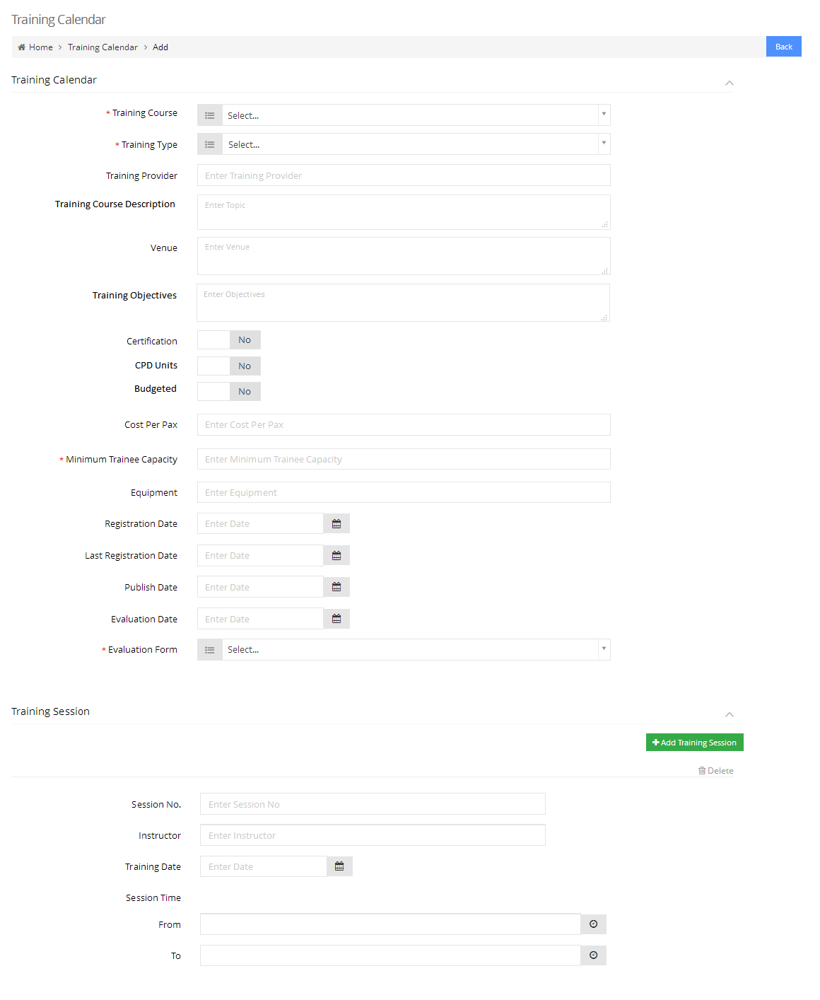 Training Calendar
Home > Training Calendar > Add
Back
Training Calendar
* Training Course
Select...
* Training Type
Select...
Training Provider
Enter Training Provider
Training Course Description
Enter Topic
Venue
Enter Venue
Training Objectives
Enter Objectives
Certification
No
CPD Units
No
Budgeted
No
Cost Per Pax
Enter Cost Per Pax
* Minimum Trainee Capacity
Enter Minimum Trainee Capacity
Equipment
Enter Equipment
Registration Date
Enter Date
Last Registration Date
Enter Date
Publish Date
Enter Date
Evaluation Date
Enter Date
* Evaluation Form
Select...
Training Session
Add Training Session
Delete
Session No.
Enter Session No
Instructor
Enter Instructor
Training Date
Enter Date
Session Time
From
To